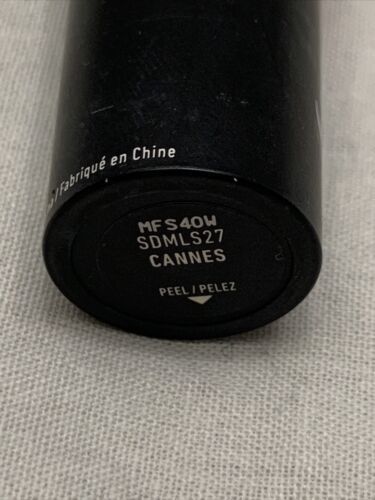 / Fabriqué en Chine
MFS40W
SDMLS27
CANNES
PEEL / PELEZ